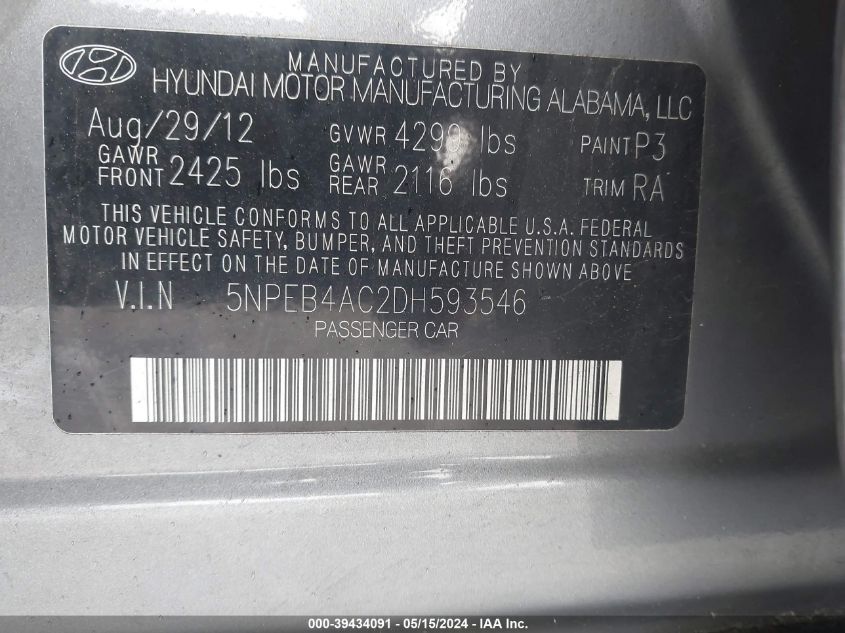 MANUFACTURED BY
HYUNDAI MOTOR MANUFACTURING ALABAMA, LLC
Aug/29/12 GVWR 4299 lbs PAINT P3
GAWR FRONT 2425 lbs GAWR REAR 2116 lbs TRIM RA
THIS VEHICLE CONFORMS TO ALL APPLICABLE U.S.A. FEDERAL
MOTOR VEHICLE SAFETY, BUMPER, AND THEFT PREVENTION STANDARDS
IN EFFECT ON THE DATE OF MANUFACTURE SHOWN ABOVE
V.I.N 5NPEB4AC2DH593546
PASSENGER CAR
000-39434091 - 05/15/2024 - IAA Inc.